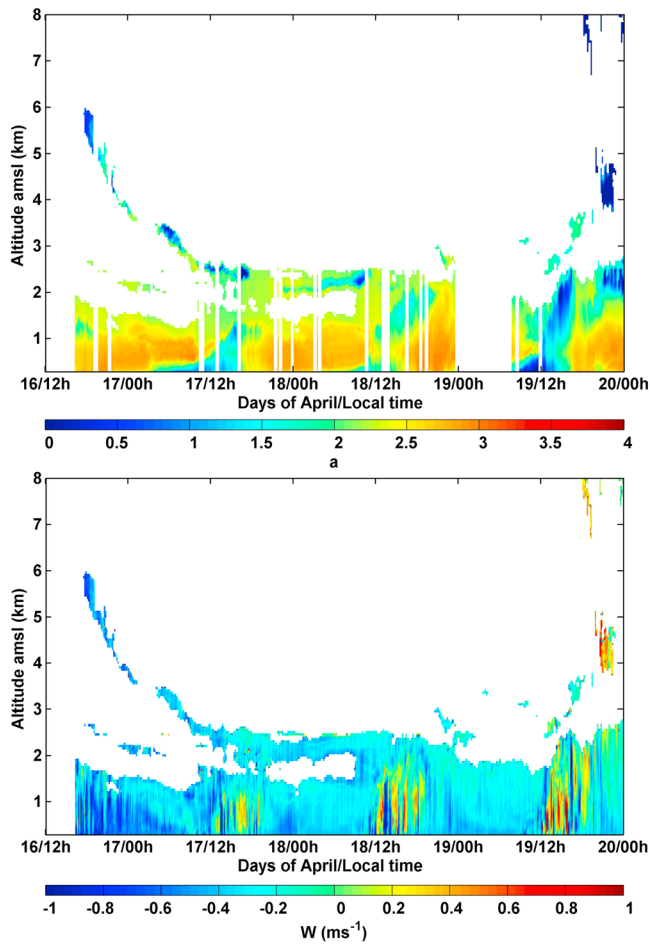 8
7
6
5
4
3
2
1
Altitude amsl (km)
16/12h 17/00h 17/12h 18/00h 18/12h 19/00h 19/12h 20/00h
Days of April/Local time
0 0.5 1 1.5 2 2.5 3 3.5 4
a
8
7
6
5
4
3
2
1
Altitude amsl (km)
16/12h 17/00h 17/12h 18/00h 18/12h 19/00h 19/12h 20/00h
Days of April/Local time
-1 -0.8 -0.6 -0.4 -0.2 0 0.2 0.4 0.6 0.8 1
W (ms⁻¹)